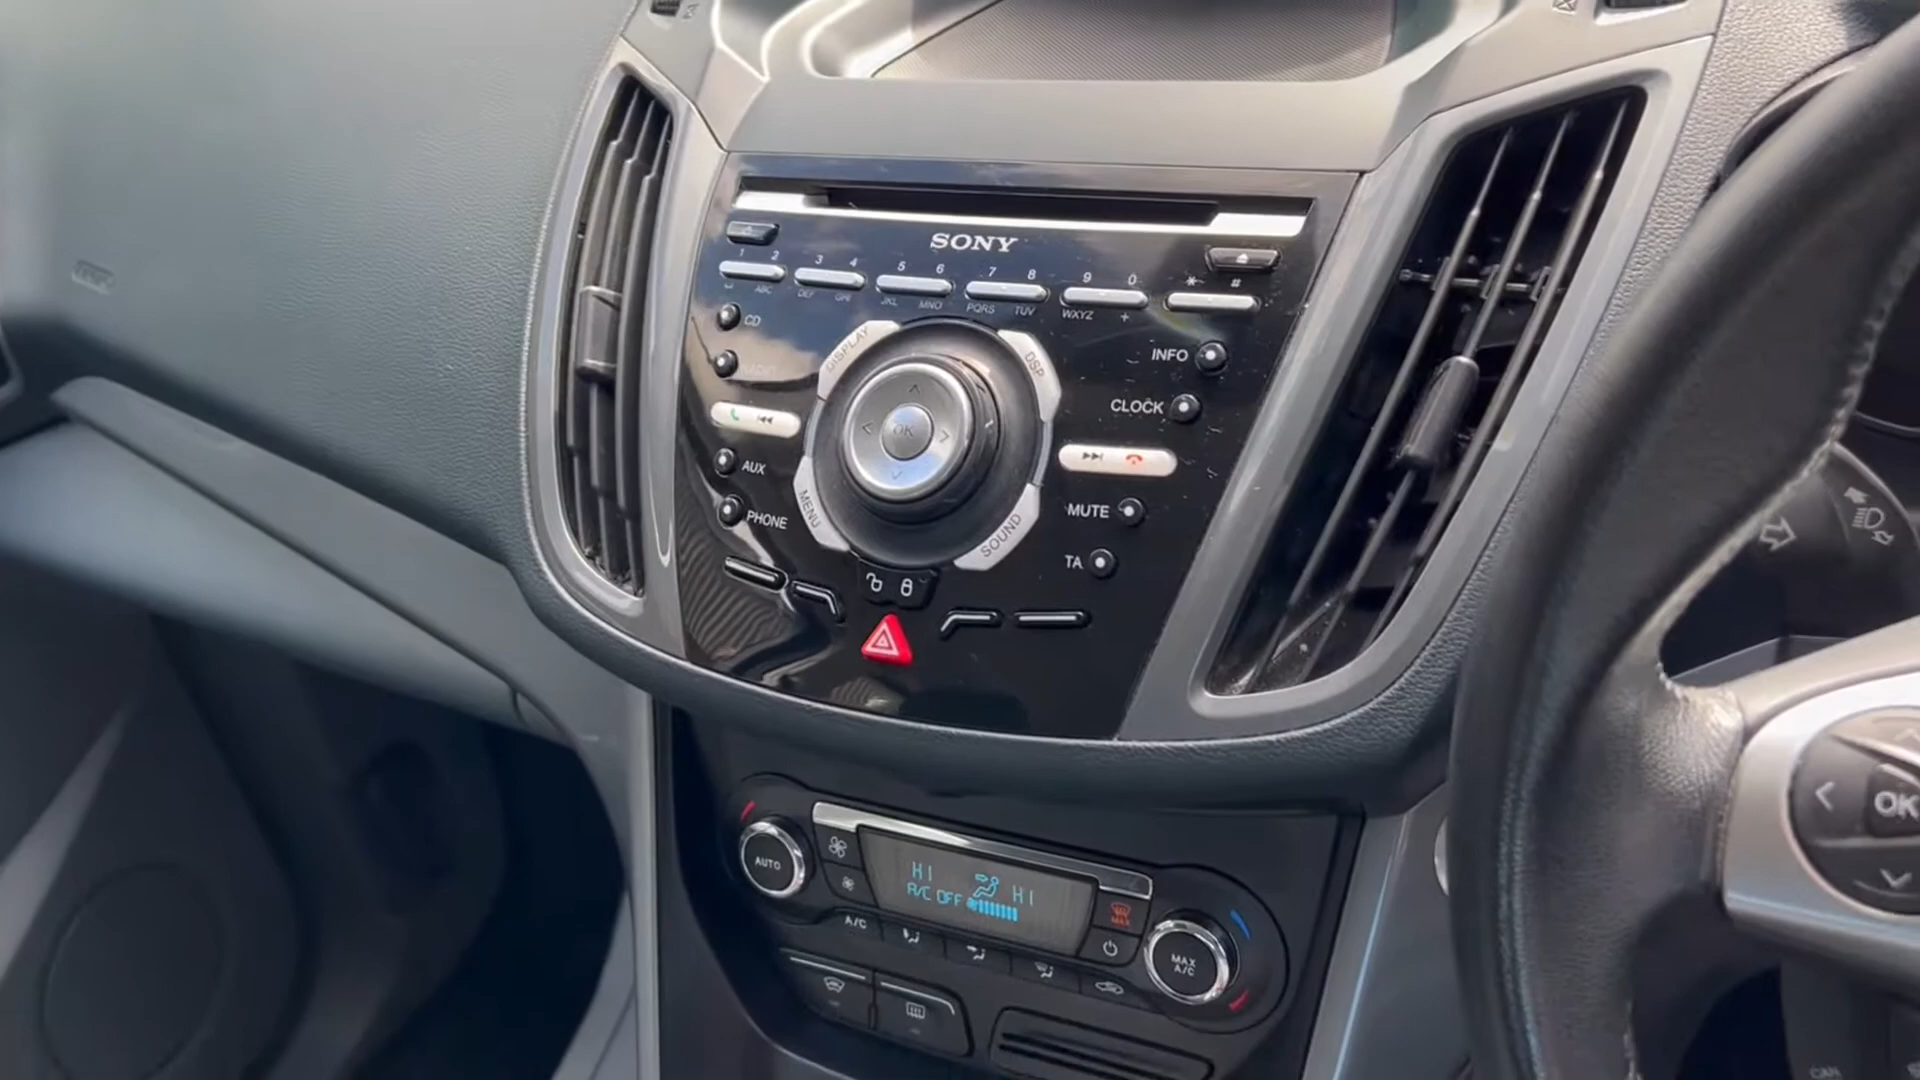 SONY
1 2 3 4 5 6 7 8 9 0 * #
ABC DEF GHI JKL MNO PQRS TUV WXYZ +
CD
RADIO
DISPLAY
DSP
INFO
CLOCK
OK
AUX
PHONE
MENU
SOUND
MUTE
TA
OK
AUTO
HI HI
A/C OFF
MAX
A/C
MAX
A/C
CAN